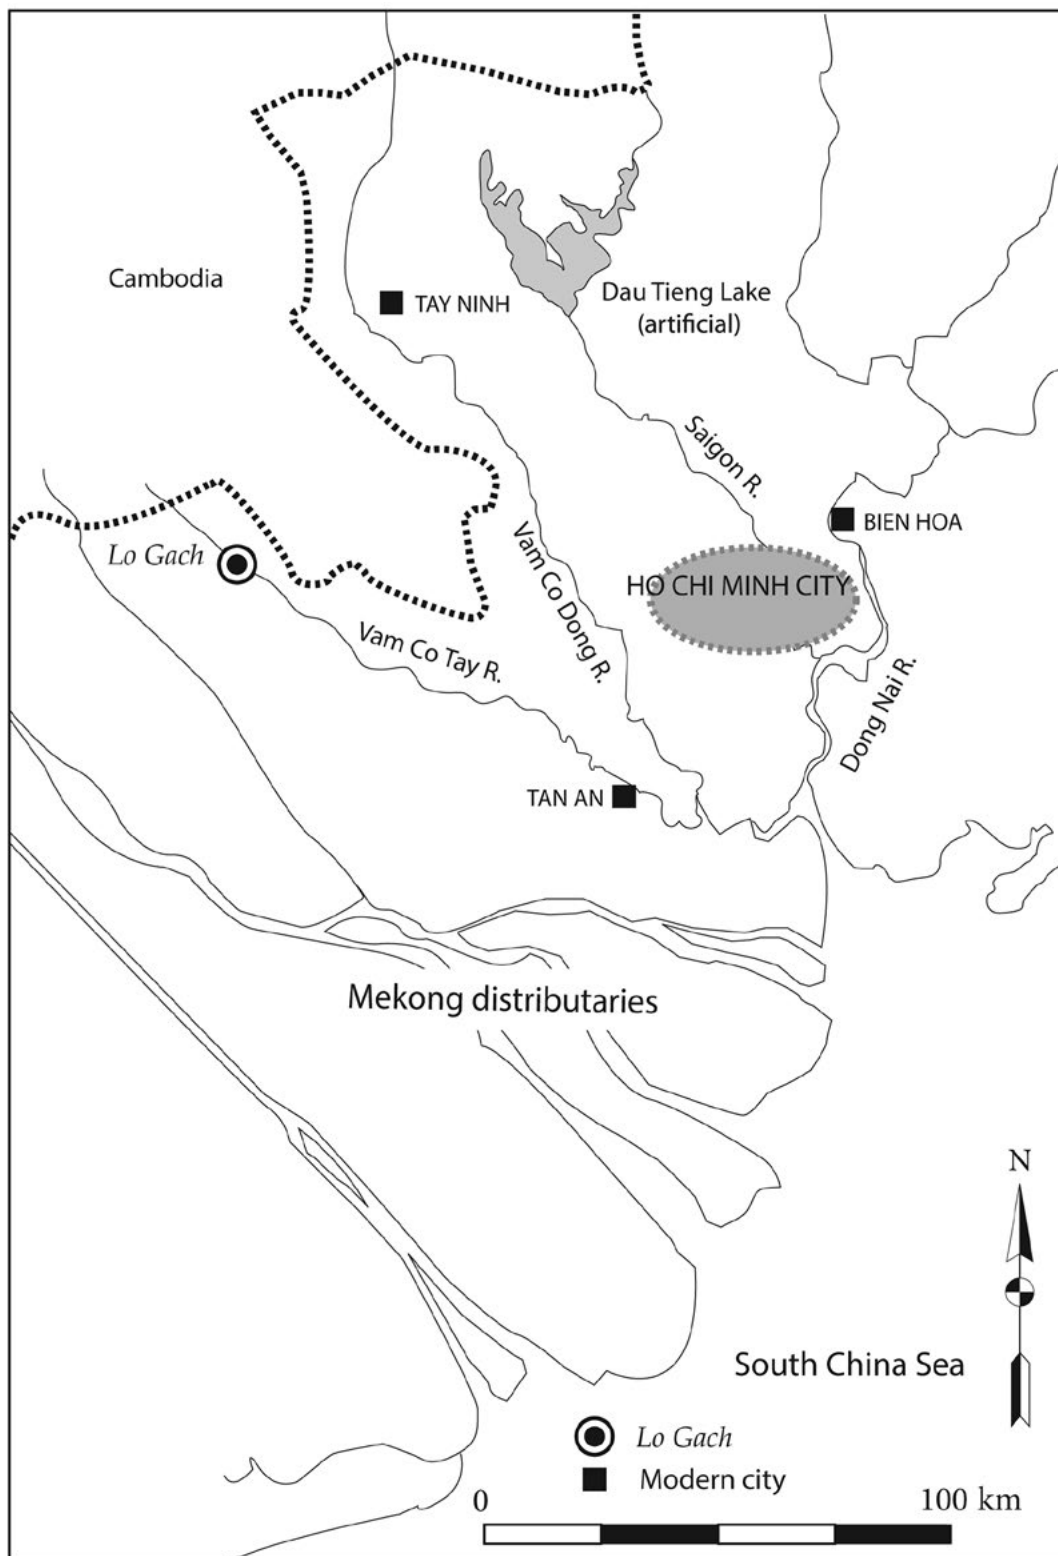 Cambodia
TAY NINH
Dau Tieng Lake
(artificial)
Saigon R.
BIEN HOA
Lo Gach
Vam Co Dong R.
HO CHI MINH CITY
Vam Co Tay R.
Dong Nai R.
TAN AN
Mekong distributaries
N
South China Sea
Lo Gach
Modern city
0 100 km